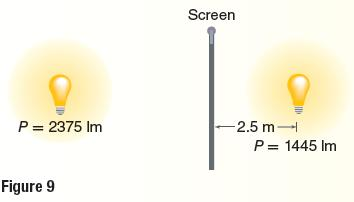 Screen
P = 2375 lm
2.5 m
P = 1445 lm
Figure 9